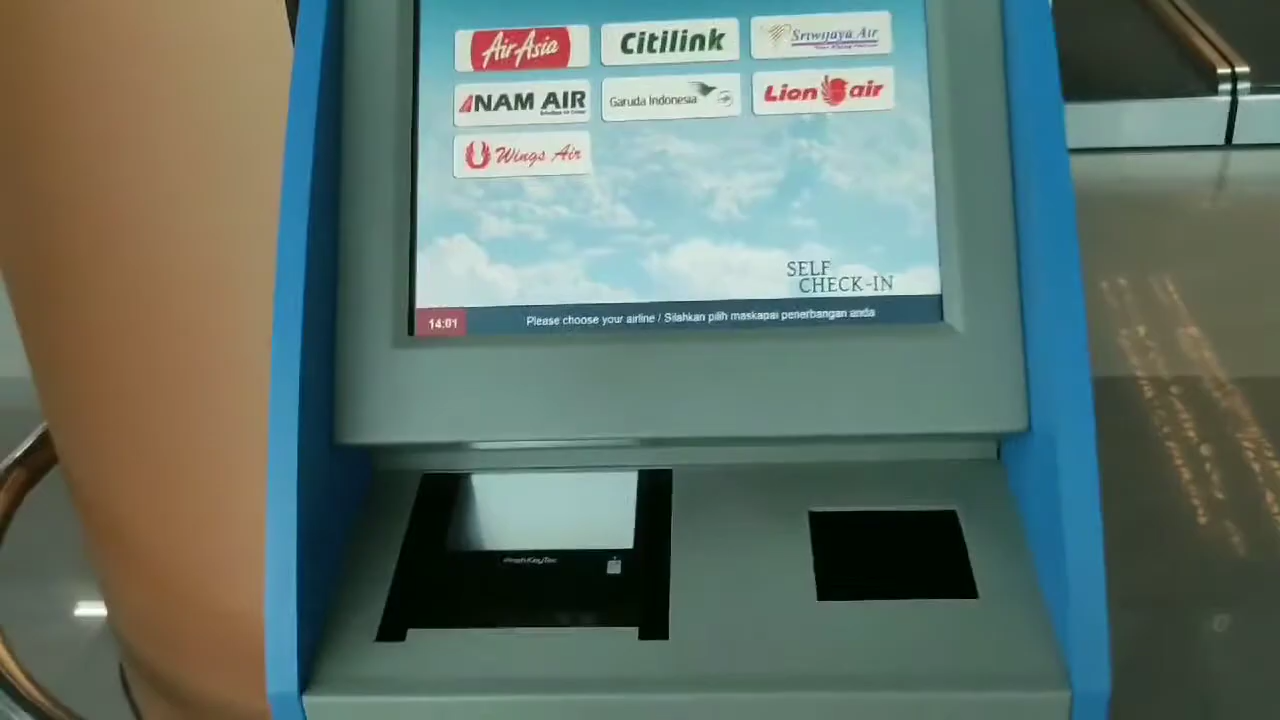 AirAsia
Citilink
Sriwijaya Air
NAM AIR
Garuda Indonesia
Lion air
Wings Air
SELF
CHECK-IN
14:01
Please choose your airline / Silahkan pilih maskapai penerbangan anda